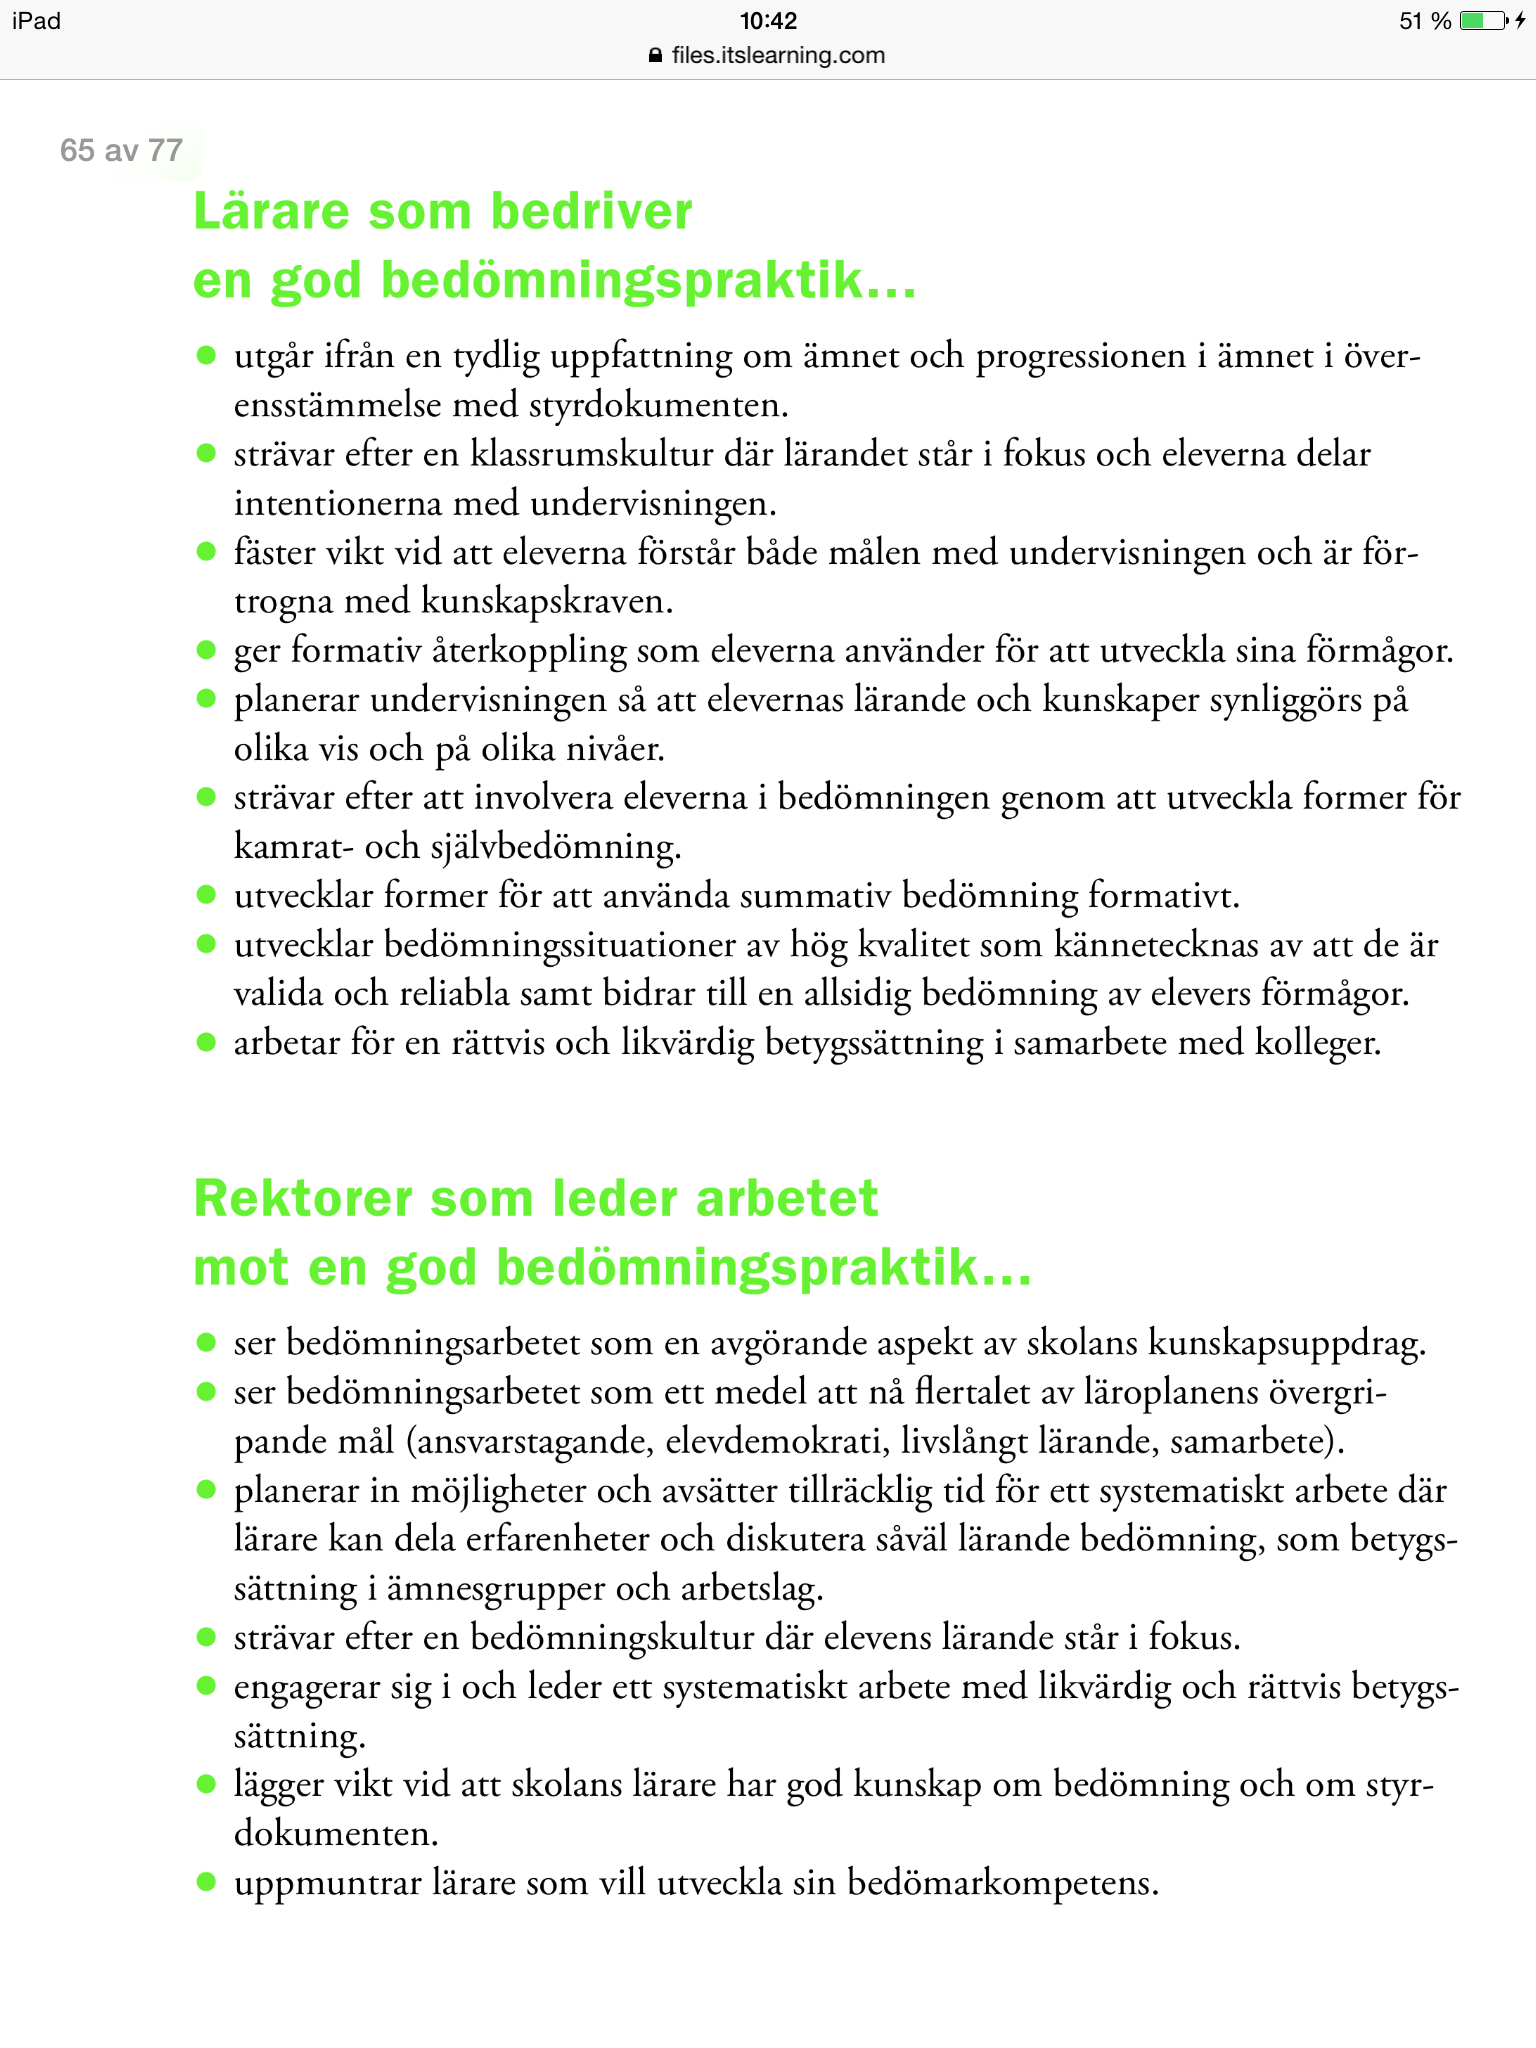 iPad
10:42
51 %
files.itslearning.com
65 av 77
Lärare som bedriver
en god bedömningspraktik...
utgår ifrån en tydlig uppfattning om ämnet och progressionen i ämnet i över-
ensstämmelse med styrdokumenten.
strävar efter en klassrumskultur där lärandet står i fokus och eleverna delar
intentionerna med undervisningen.
fäster vikt vid att eleverna förstår både målen med undervisningen och är för-
trogna med kunskapskraven.
ger formativ återkoppling som eleverna använder för att utveckla sina förmågor.
planerar undervisningen så att elevernas lärande och kunskaper synliggörs på
olika vis och på olika nivåer.
strävar efter att involvera eleverna i bedömningen genom att utveckla former för
kamrat- och självbedömning.
utvecklar former för att använda summativ bedömning formativt.
utvecklar bedömningssituationer av hög kvalitet som kännetecknas av att de är
valida och reliabla samt bidrar till en allsidig bedömning av elevers förmågor.
arbetar för en rättvis och likvärdig betygssättning i samarbete med kolleger.
Rektorer som leder arbetet
mot en god bedömningspraktik...
ser bedömningsarbetet som en avgörande aspekt av skolans kunskapsuppdrag.
ser bedömningsarbetet som ett medel att nå flertalet av läroplanens övergri-
pande mål (ansvarstagande, elevdemokrati, livslångt lärande, samarbete).
planerar in möjligheter och avsätter tillräcklig tid för ett systematiskt arbete där
lärare kan dela erfarenheter och diskutera såväl lärande bedömning, som betygs-
sättning i ämnesgrupper och arbetslag.
strävar efter en bedömningskultur där elevens lärande står i fokus.
engagerar sig i och leder ett systematiskt arbete med likvärdig och rättvis betygs-
sättning.
lägger vikt vid att skolans lärare har god kunskap om bedömning och om styr-
dokumenten.
uppmuntrar lärare som vill utveckla sin bedömarkompetens.